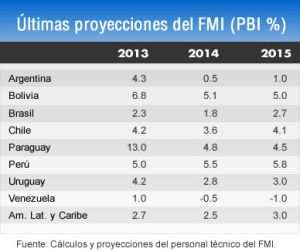 Últimas proyecciones del FMI (PBI %)
2013 2014 2015
Argentina 4.3 0.5 1.0
Bolivia 6.8 5.1 5.0
Brasil 2.3 1.8 2.7
Chile 4.2 3.6 4.1
Paraguay 13.0 4.8 4.5
Perú 5.0 5.5 5.8
Uruguay 4.2 2.8 3.0
Venezuela 1.0 -0.5 -1.0
Am. Lat. y Caribe 2.7 2.5 3.0
Fuente: Cálculos y proyecciones del personal técnico del FMI.